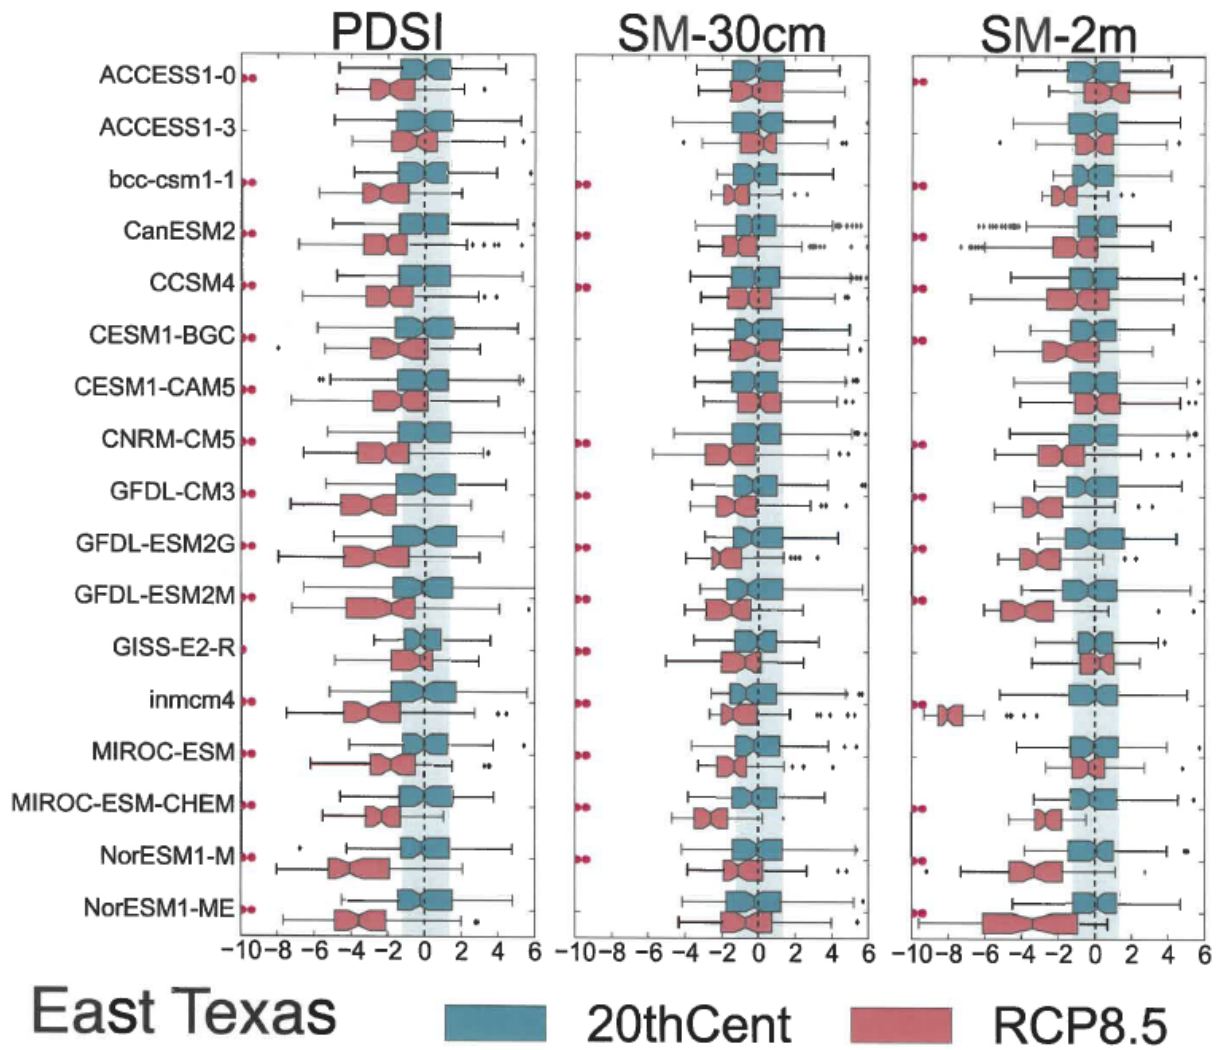 PDSI SM-30cm SM-2m
ACCESS1-0
ACCESS1-3
bcc-csm1-1
CanESM2
CCSM4
CESM1-BGC
CESM1-CAM5
CNRM-CM5
GFDL-CM3
GFDL-ESM2G
GFDL-ESM2M
GISS-E2-R
inmcm4
MIROC-ESM
MIROC-ESM-CHEM
NorESM1-M
NorESM1-ME
−10 −8 −6 −4 −2 0 2 4 6 −10 −8 −6 −4 −2 0 2 4 6 −10 −8 −6 −4 −2 0 2 4 6
East Texas 20thCent RCP8.5